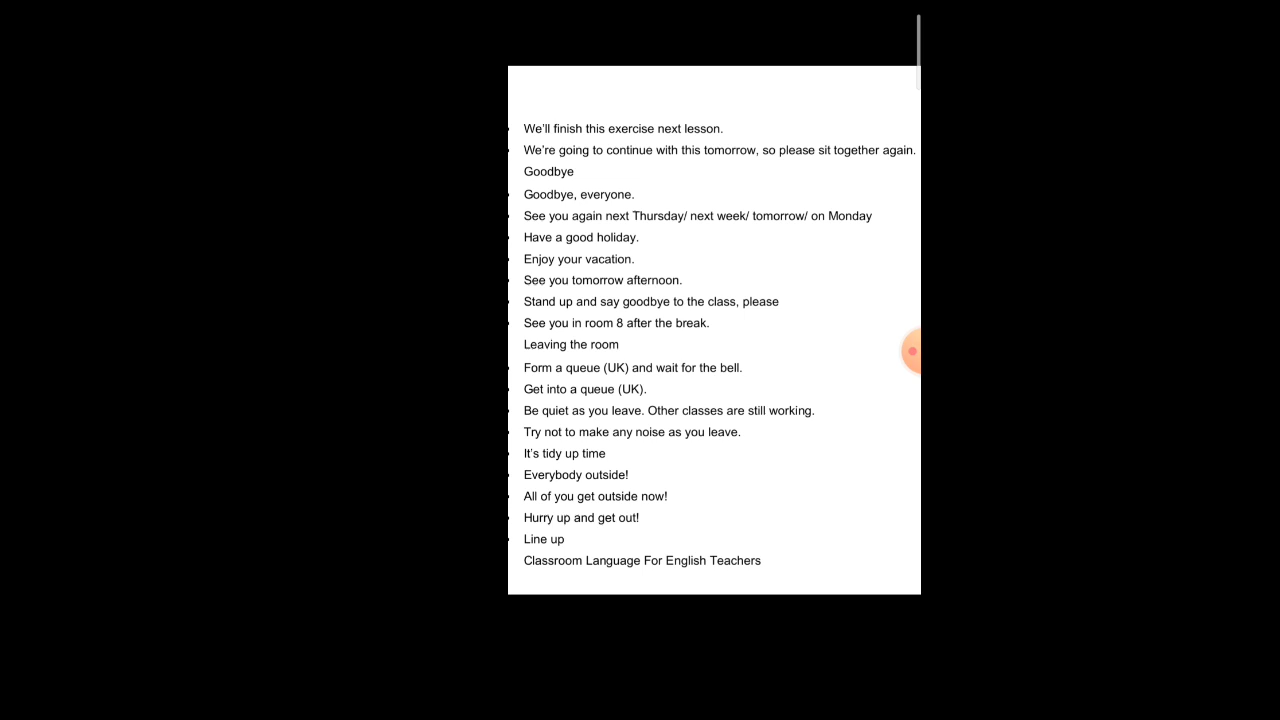 We'll finish this exercise next lesson.
We're going to continue with this tomorrow, so please sit together again.
Goodbye
Goodbye, everyone.
See you again next Thursday/ next week/ tomorrow/ on Monday
Have a good holiday.
Enjoy your vacation.
See you tomorrow afternoon.
Stand up and say goodbye to the class, please
See you in room 8 after the break.
Leaving the room
Form a queue (UK) and wait for the bell.
Get into a queue (UK).
Be quiet as you leave. Other classes are still working.
Try not to make any noise as you leave.
It's tidy up time
Everybody outside!
All of you get outside now!
Hurry up and get out!
Line up
Classroom Language For English Teachers